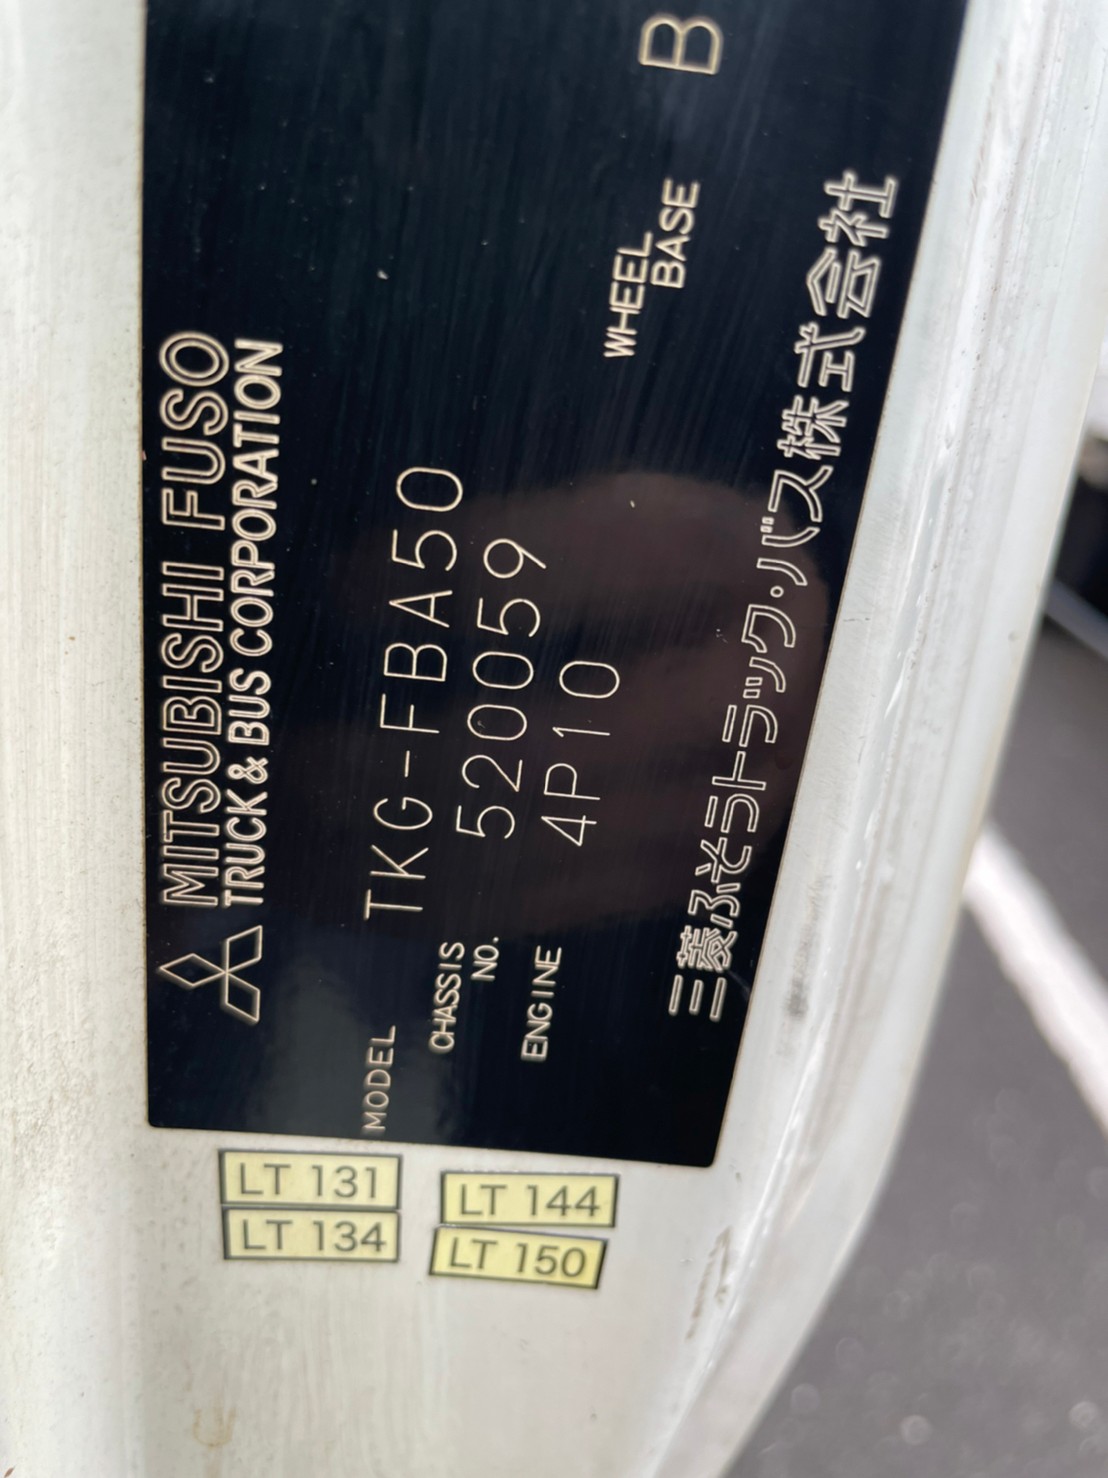 MITSUBISHI FUSO
TRUCK & BUS CORPORATION
MODEL TKG-FBA50
CHASSIS NO. 520059
ENGINE 4P10
WHEEL BASE B
三菱ふそうトラック・バス株式会社
LT 131
LT 134
LT 144
LT 150